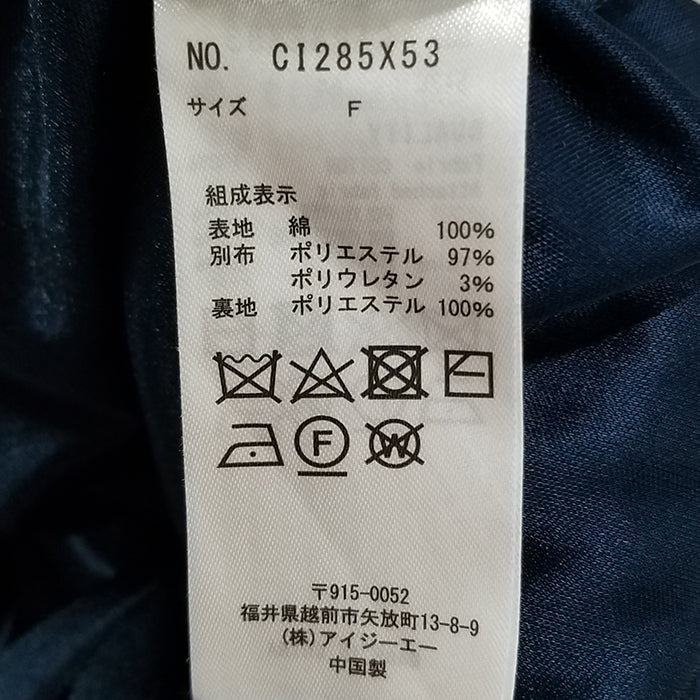 NO. CI285X53
サイズ F
組成表示
表地 綿 100%
別布 ポリエステル 97%
ポリウレタン 3%
裏地 ポリエステル 100%
F W
〒915-0052
福井県越前市矢放町13-8-9
(株)アイジーエー
中国製